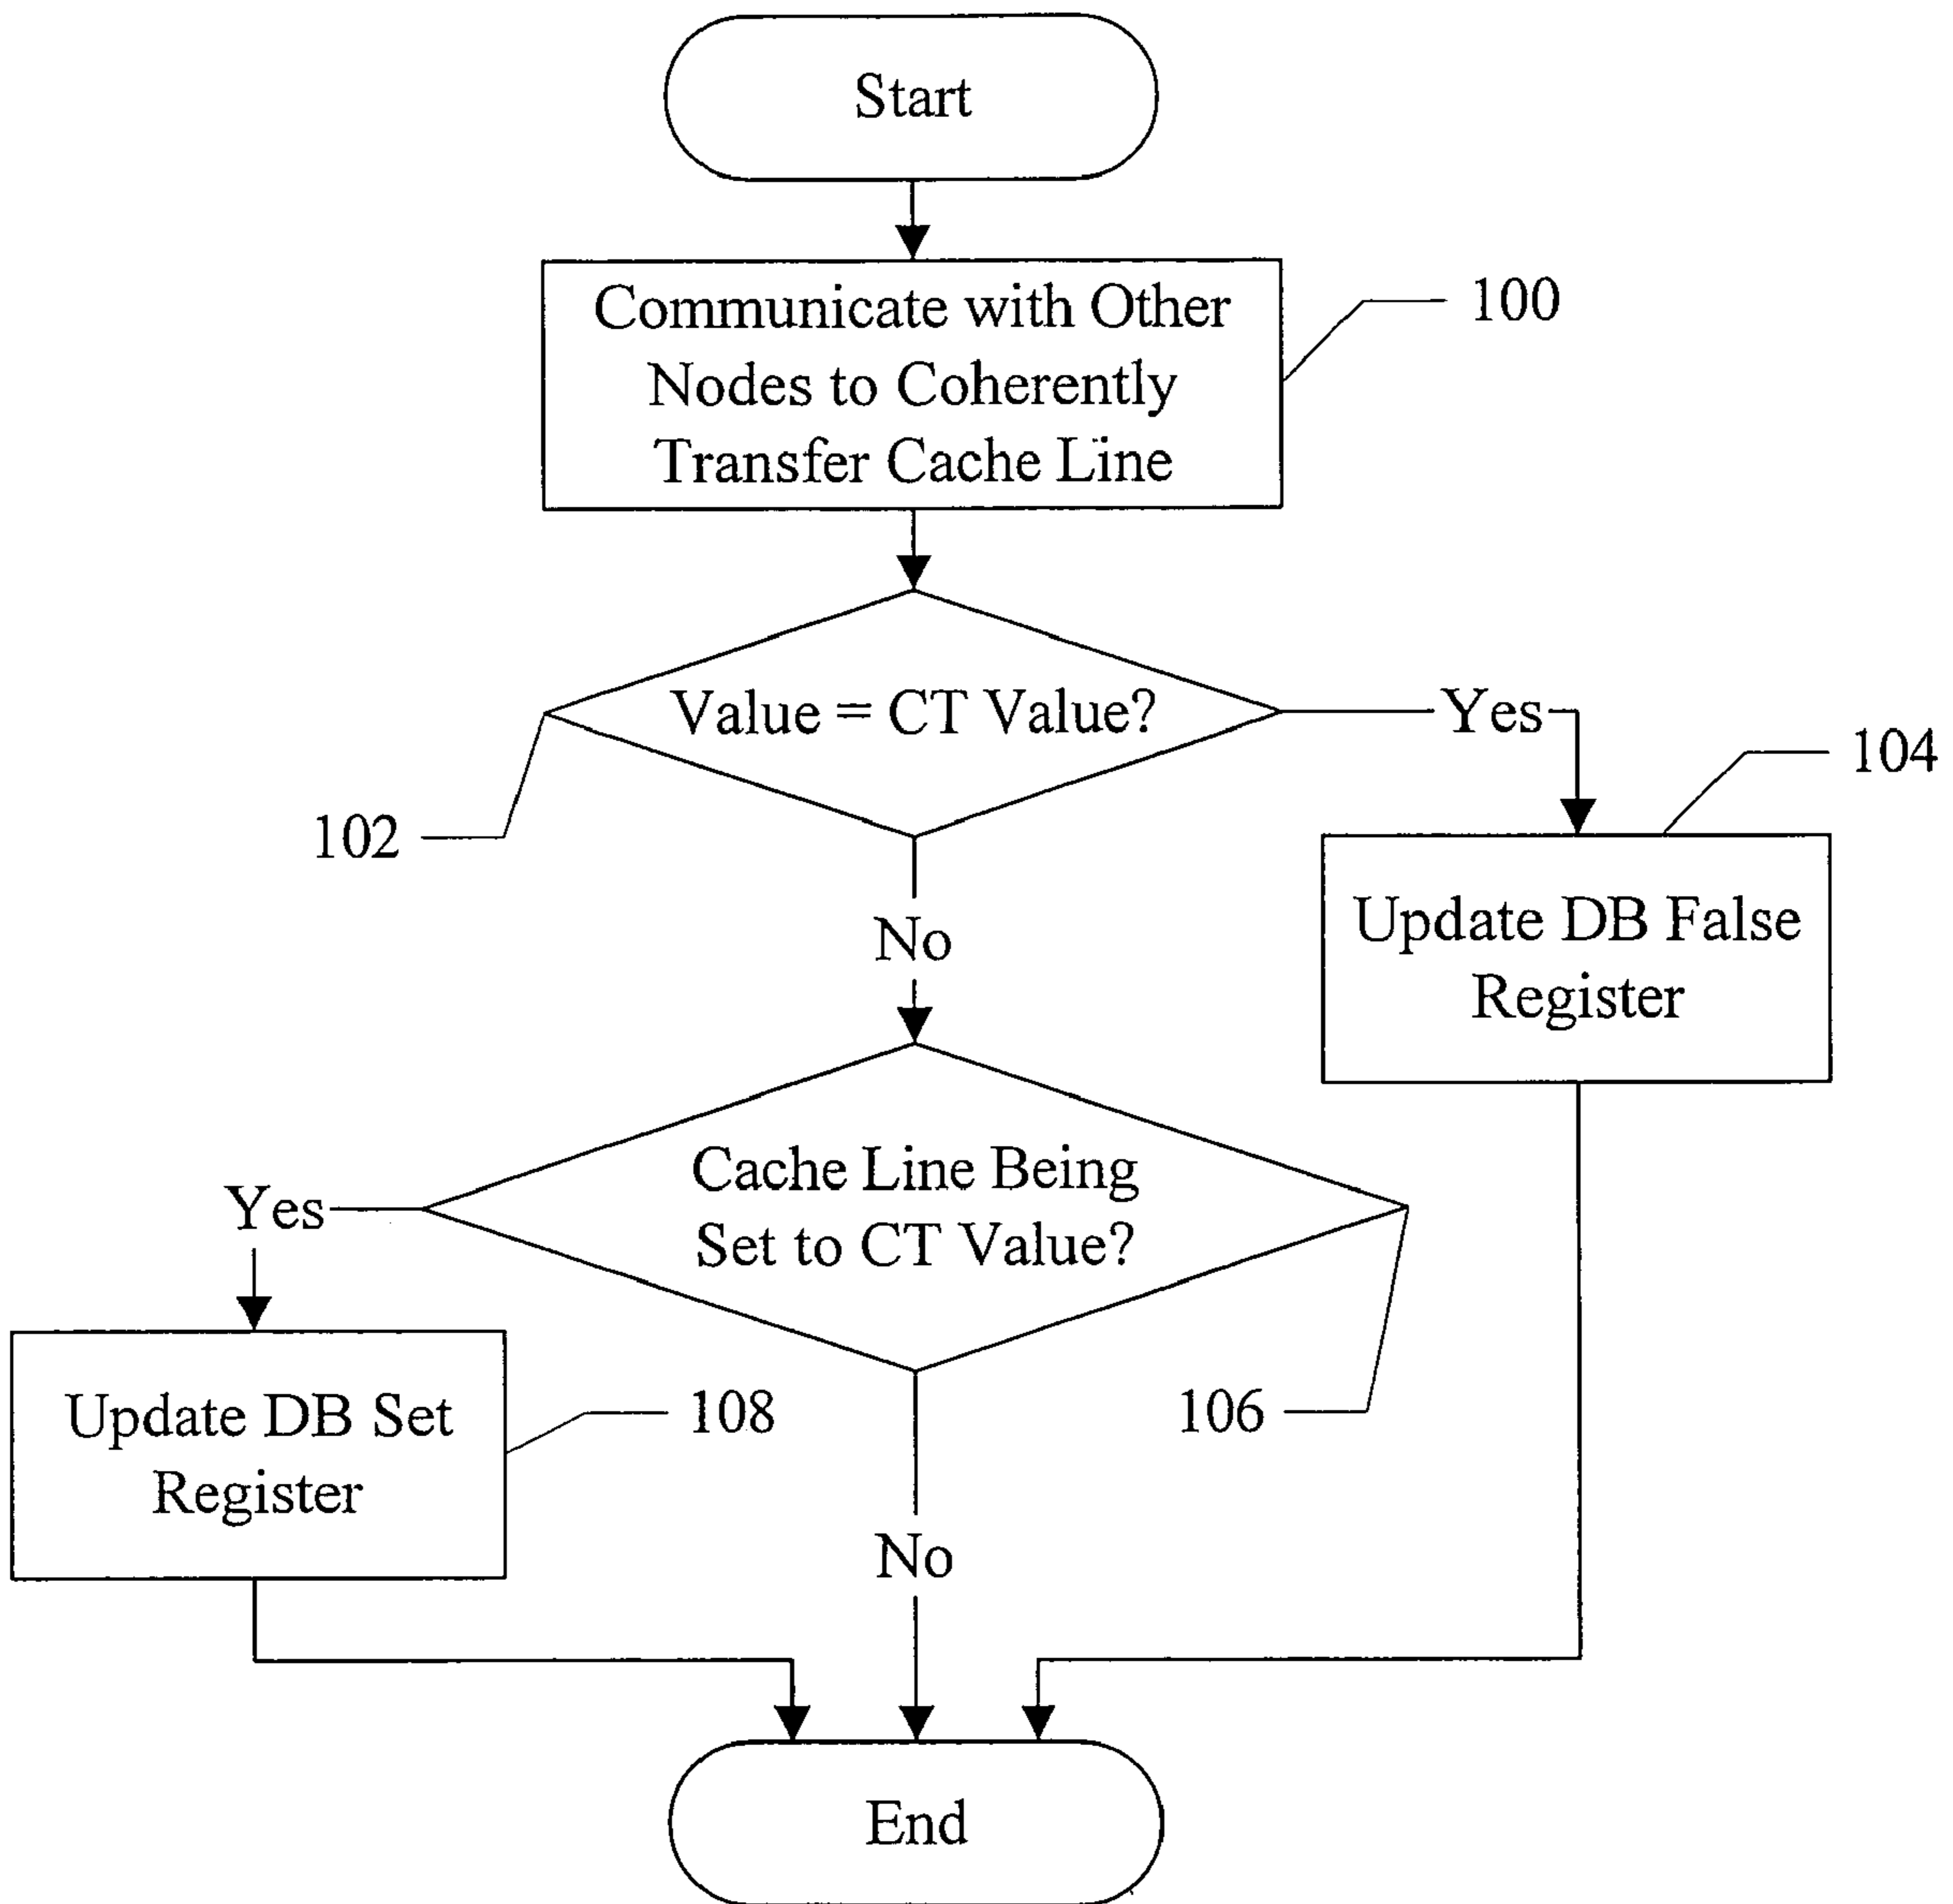 Start
Communicate with Other
Nodes to Coherently
Transfer Cache Line
100
Value = CT Value?
Yes
104
102
No
Update DB False
Register
Cache Line Being
Set to CT Value?
Yes
Update DB Set
Register
108
106
No
End